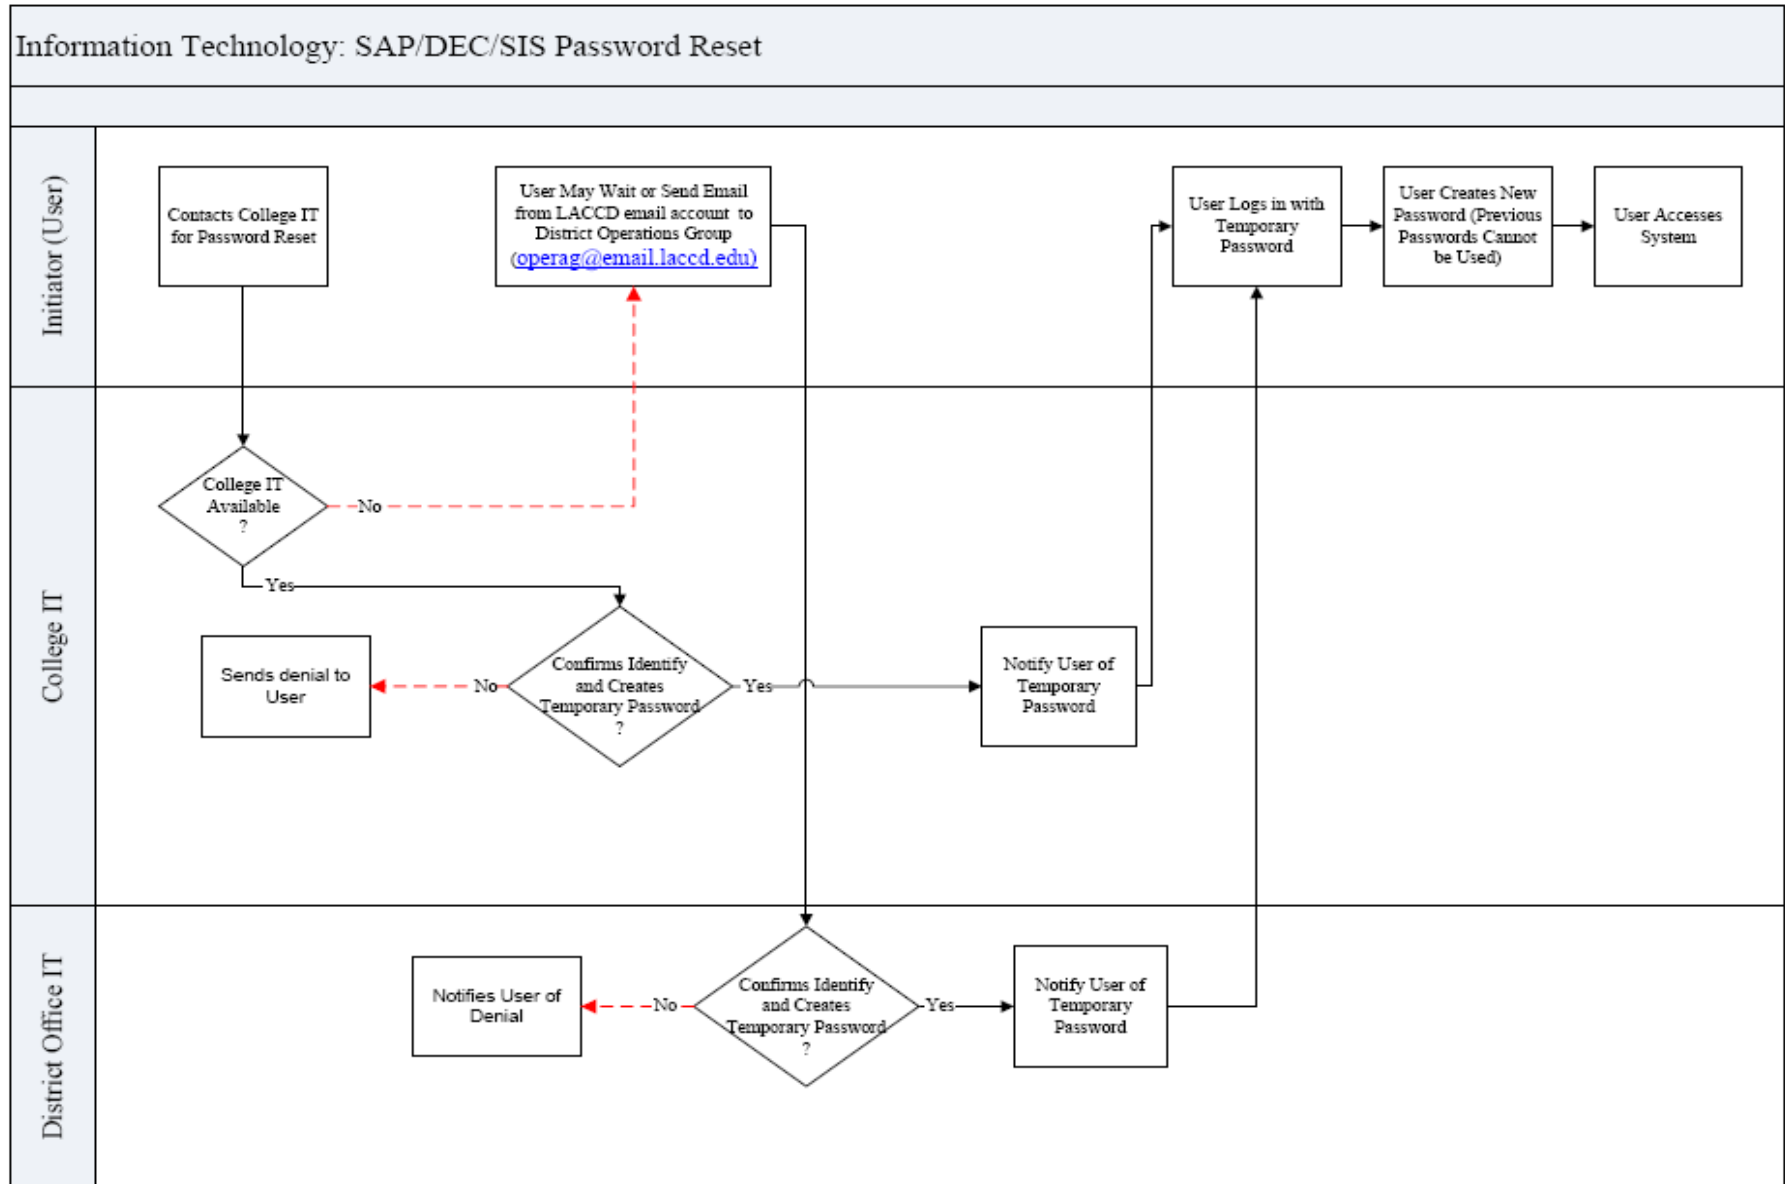 Information Technology: SAP/DEC/SIS Password Reset
Initiator (User)
Contacts College IT
for Password Reset
User May Wait or Send Email
from LACCD email account to
District Operations Group
(operag@email.laccd.edu)
User Logs in with
Temporary
Password
User Creates New
Password (Previous
Passwords Cannot
be Used)
User Accesses
System
College IT
College IT
Available
?
No
Yes
Sends denial to
User
No
Confirms Identify
and Creates
Temporary Password
?
Yes
Notify User of
Temporary
Password
District Office IT
Notifies User of
Denial
No
Confirms Identify
and Creates
Temporary Password
?
Yes
Notify User of
Temporary
Password